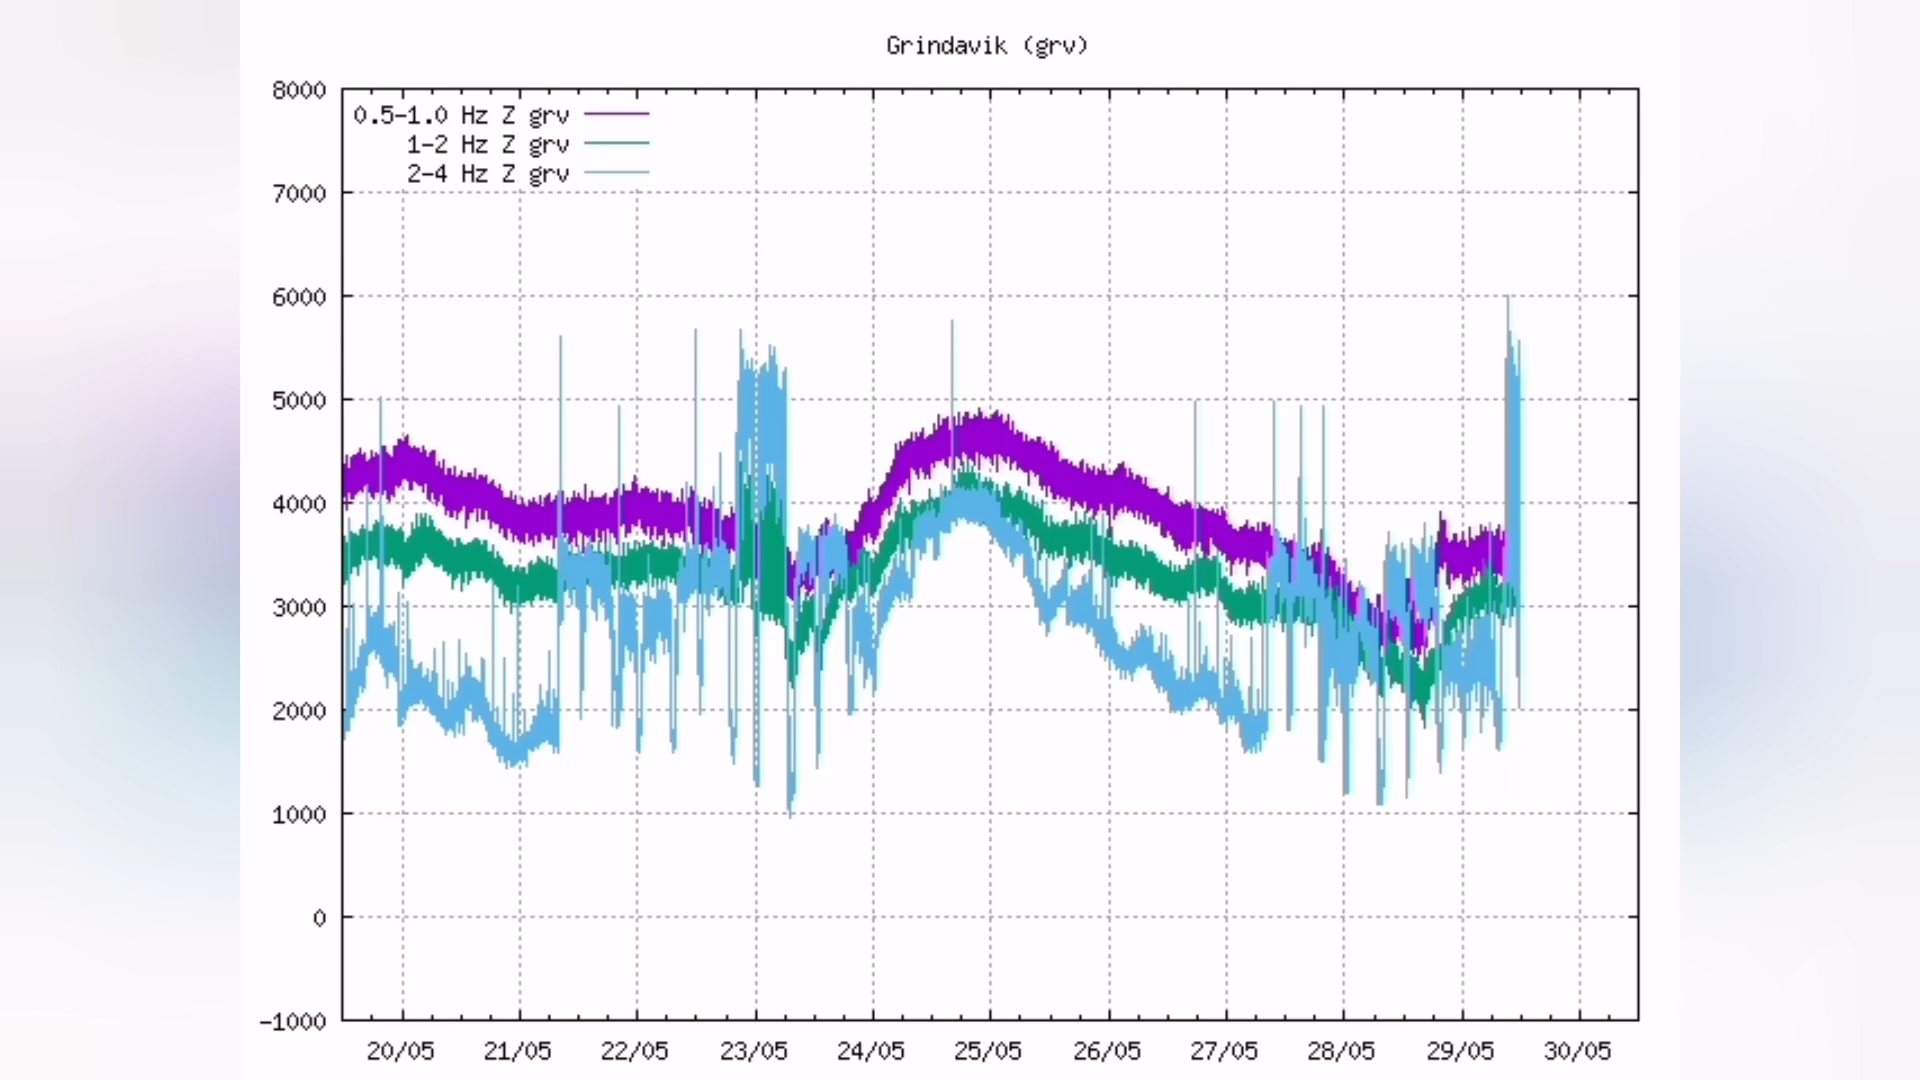 Grindavik (grv)
8000
0.5-1.0 Hz Z grv
1-2 Hz Z grv
2-4 Hz Z grv
7000
6000
5000
4000
3000
2000
1000
0
-1000
20/05 21/05 22/05 23/05 24/05 25/05 26/05 27/05 28/05 29/05 30/05